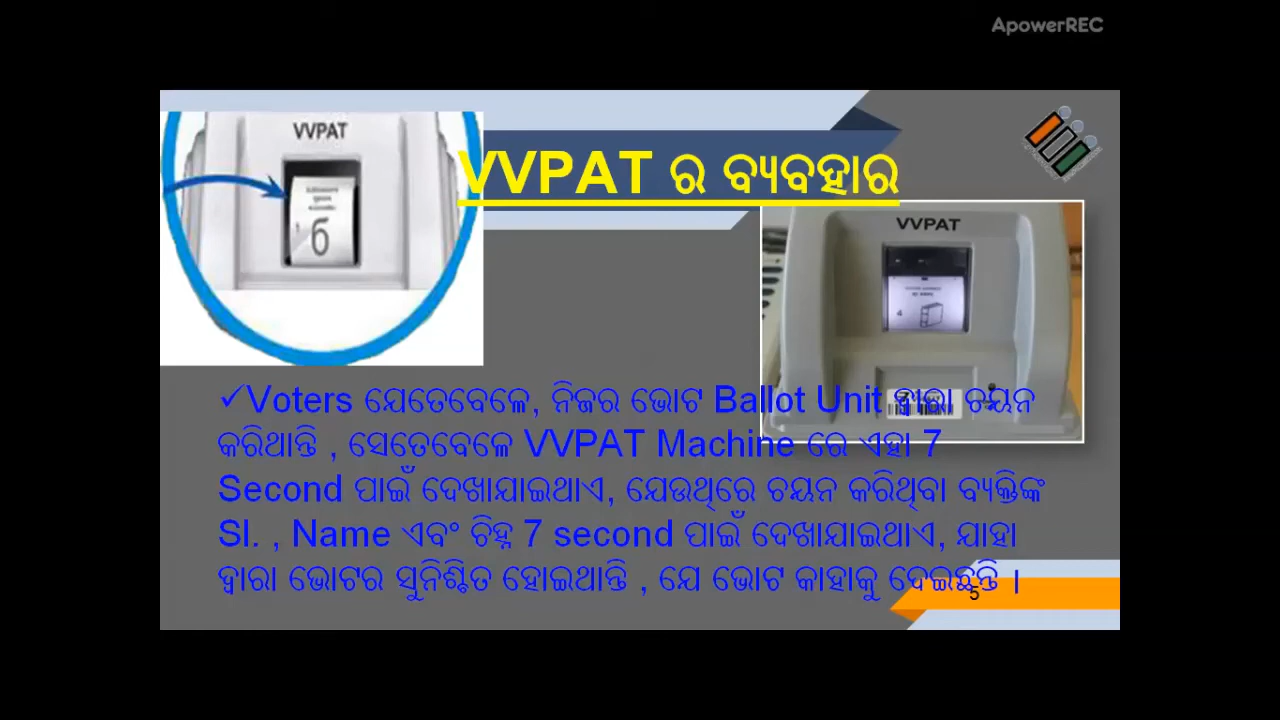 ApowerREC
VVPAT
VVPAT ର ବ୍ୟବହାର
VVPAT
✓Voters ଯେତେବେଳେ, ନିଜର ଭୋଟ Ballot Unit ଦ୍ଵାରା ଚୟନ
କରିଥାନ୍ତି , ସେତେବେଳେ VVPAT Machine ରେ ଏହା 7
Second ପାଇଁ ଦେଖାଯାଇଥାଏ, ଯେଉଥିରେ ଚୟନ କରିଥିବା ବ୍ୟକ୍ତିଙ୍କ
Sl. , Name ଏବଂ ଚିହ୍ନ 7 second ପାଇଁ ଦେଖାଯାଇଥାଏ, ଯାହା
ଦ୍ଵାରା ଭୋଟର ସୁନିଶ୍ଚିତ ହୋଇଥାନ୍ତି , ଯେ ଭୋଟ କାହାକୁ ଦେଇଛନ୍ତି ।
5